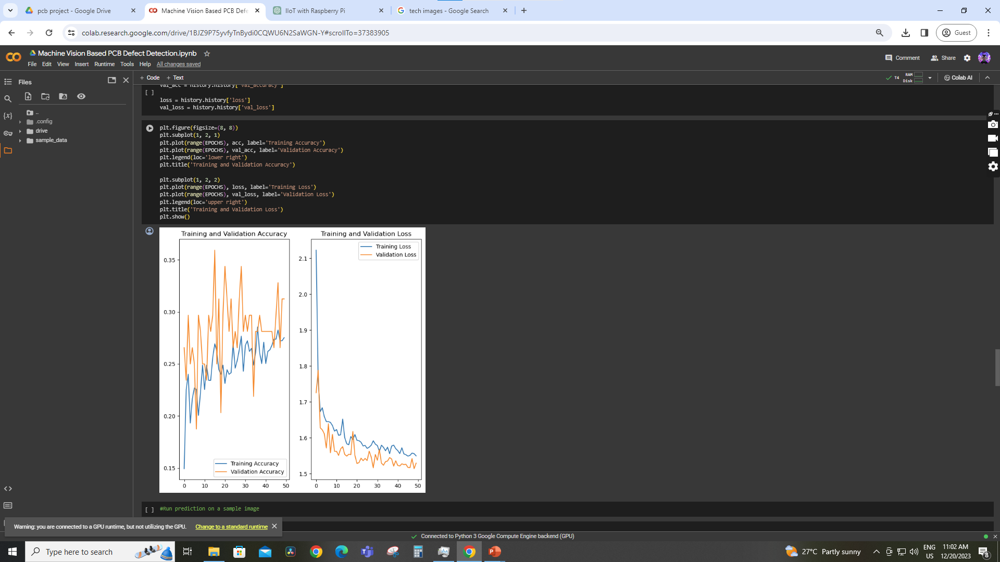 pcb project - Google Drive
Machine Vision Based PCB Defe
IIoT with Raspberry Pi
tech images - Google Search
colab.research.google.com/drive/1BJZ9P75yvfyTnBydi0CQWU6N2SaWGN-Y#scrollTo=37383905
Guest
Machine Vision Based PCB Defect Detection.ipynb
File Edit View Insert Runtime Tools Help All changes saved
Comment Share
Files
+ Code + Text
T4 RAM Disk
Colab AI
{x}
..
.config
drive
sample_data
val_acc = history.history['val_accuracy']
[ ]
loss = history.history['loss']
val_loss = history.history['val_loss']
plt.figure(figsize=(8, 8))
plt.subplot(1, 2, 1)
plt.plot(range(EPOCHS), acc, label='Training Accuracy')
plt.plot(range(EPOCHS), val_acc, label='Validation Accuracy')
plt.legend(loc='lower right')
plt.title('Training and Validation Accuracy')
plt.subplot(1, 2, 2)
plt.plot(range(EPOCHS), loss, label='Training Loss')
plt.plot(range(EPOCHS), val_loss, label='Validation Loss')
plt.legend(loc='upper right')
plt.title('Training and Validation Loss')
plt.show()
Training and Validation Accuracy
0.35
0.30
0.25
0.20
0.15
Training Accuracy
Validation Accuracy
0 10 20 30 40 50
Training and Validation Loss
Training Loss
Validation Loss
2.1
2.0
1.9
1.8
1.7
1.6
1.5
0 10 20 30 40 50
[ ] #Run prediction on a sample image
Warning: you are connected to a GPU runtime, but not utilizing the GPU. Change to a standard runtime
Connected to Python 3 Google Compute Engine backend (GPU)
Type here to search
27°C Partly sunny
ENG
US
11:02 AM
12/20/2023
8